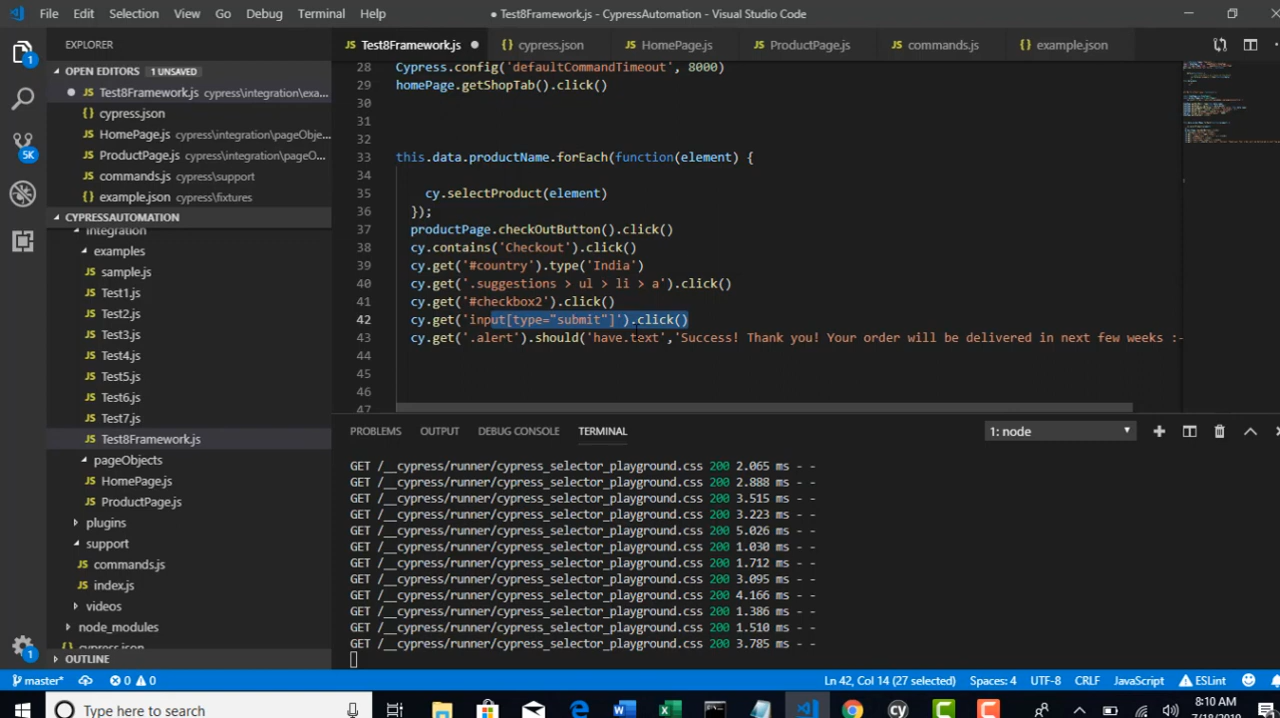 File Edit Selection View Go Debug Terminal Help
● Test8Framework.js - CypressAutomation - Visual Studio Code
EXPLORER
OPEN EDITORS 1 UNSAVED
Test8Framework.js cypress\integration\exa...
cypress.json
HomePage.js cypress\integration\pageObje...
ProductPage.js cypress\integration\pageO...
commands.js cypress\support
example.json cypress\fixtures
CYPRESSAUTOMATION
integration
examples
sample.js
Test1.js
Test2.js
Test3.js
Test4.js
Test5.js
Test6.js
Test7.js
Test8Framework.js
pageObjects
HomePage.js
ProductPage.js
plugins
support
commands.js
index.js
videos
node_modules
cypress.json
OUTLINE
Test8Framework.js cypress.json HomePage.js ProductPage.js commands.js example.json
28 Cypress.config('defaultCommandTimeout', 8000)
29 homePage.getShopTab().click()
30
31
32
33 this.data.productName.forEach(function(element) {
34
35 cy.selectProduct(element)
36 });
37 productPage.checkOutButton().click()
38 cy.contains('Checkout').click()
39 cy.get('#country').type('India')
40 cy.get('.suggestions > ul > li > a').click()
41 cy.get('#checkbox2').click()
42 cy.get('input[type="submit"]').click()
43 cy.get('.alert').should('have.text','Success! Thank you! Your order will be delivered in next few weeks :-
44
45
46
47
PROBLEMS OUTPUT DEBUG CONSOLE TERMINAL 1: node
GET /__cypress/runner/cypress_selector_playground.css 200 2.065 ms - -
GET /__cypress/runner/cypress_selector_playground.css 200 2.888 ms - -
GET /__cypress/runner/cypress_selector_playground.css 200 3.515 ms - -
GET /__cypress/runner/cypress_selector_playground.css 200 3.223 ms - -
GET /__cypress/runner/cypress_selector_playground.css 200 5.026 ms - -
GET /__cypress/runner/cypress_selector_playground.css 200 1.030 ms - -
GET /__cypress/runner/cypress_selector_playground.css 200 1.712 ms - -
GET /__cypress/runner/cypress_selector_playground.css 200 3.095 ms - -
GET /__cypress/runner/cypress_selector_playground.css 200 4.166 ms - -
GET /__cypress/runner/cypress_selector_playground.css 200 1.386 ms - -
GET /__cypress/runner/cypress_selector_playground.css 200 1.510 ms - -
GET /__cypress/runner/cypress_selector_playground.css 200 3.785 ms - -
1
5K
1
master* 0 0 Ln 42, Col 14 (27 selected) Spaces: 4 UTF-8 CRLF JavaScript ESLint
Type here to search
8:10 AM